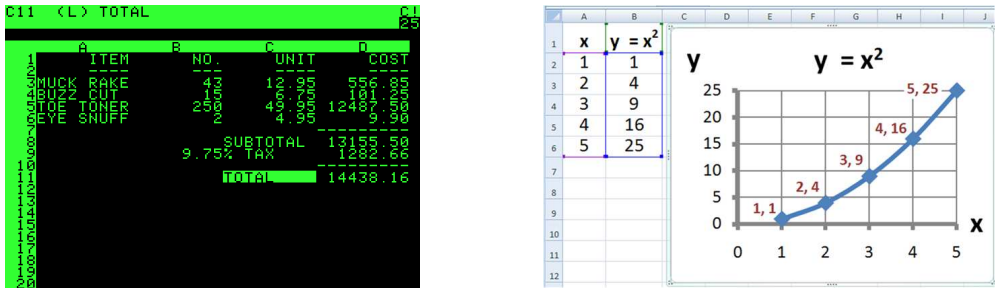 C11 (L) TOTAL C!
25
A B C D
1 ITEM NO. UNIT COST
2 ---- ---- ---- ----
3 MUCK RAKE 43 12.95 556.85
4 BUZZ CUT 15 6.75 101.25
5 TOE TONER 250 49.95 12487.50
6 EYE SNUFF 2 4.95 9.90
7 ---------
8 SUBTOTAL 13155.50
9 9.75% TAX 1282.66
10 ---------
11 TOTAL 14438.16
12
13
14
15
16
17
18
19
20
A B C D E F G H I J
1 x y = x²
2 1 1
3 2 4
4 3 9
5 4 16
6 5 25
7
8
9
10
11
12
y y = x²
25 5, 25
20
15 4, 16
10 3, 9
5 2, 4
0 1, 1
x
0 1 2 3 4 5